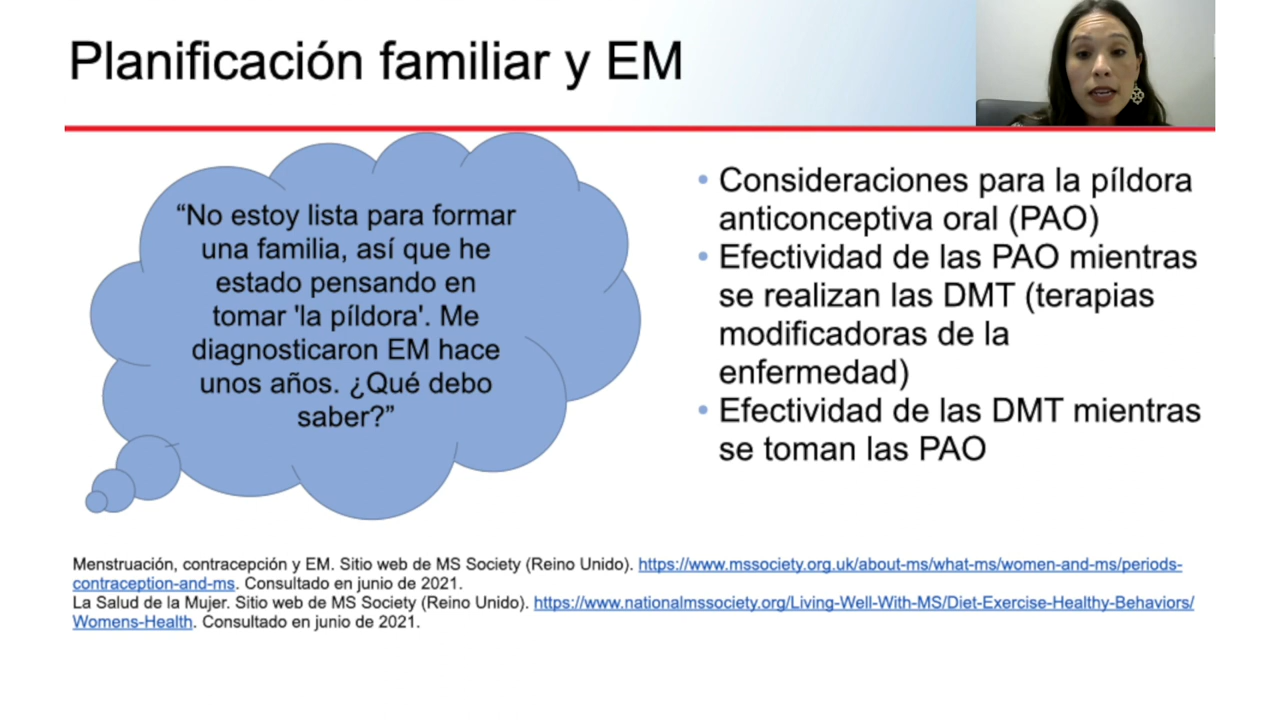 Planificación familiar y EM
“No estoy lista para formar
una familia, así que he
estado pensando en
tomar 'la píldora'. Me
diagnosticaron EM hace
unos años. ¿Qué debo
saber?”
• Consideraciones para la píldora
anticonceptiva oral (PAO)
• Efectividad de las PAO mientras
se realizan las DMT (terapias
modificadoras de la
enfermedad)
• Efectividad de las DMT mientras
se toman las PAO
Menstruación, contracepción y EM. Sitio web de MS Society (Reino Unido). https://www.mssociety.org.uk/about-ms/what-ms/women-and-ms/periods-
contraception-and-ms. Consultado en junio de 2021.
La Salud de la Mujer. Sitio web de MS Society (Reino Unido). https://www.nationalmssociety.org/Living-Well-With-MS/Diet-Exercise-Healthy-Behaviors/
Womens-Health. Consultado en junio de 2021.